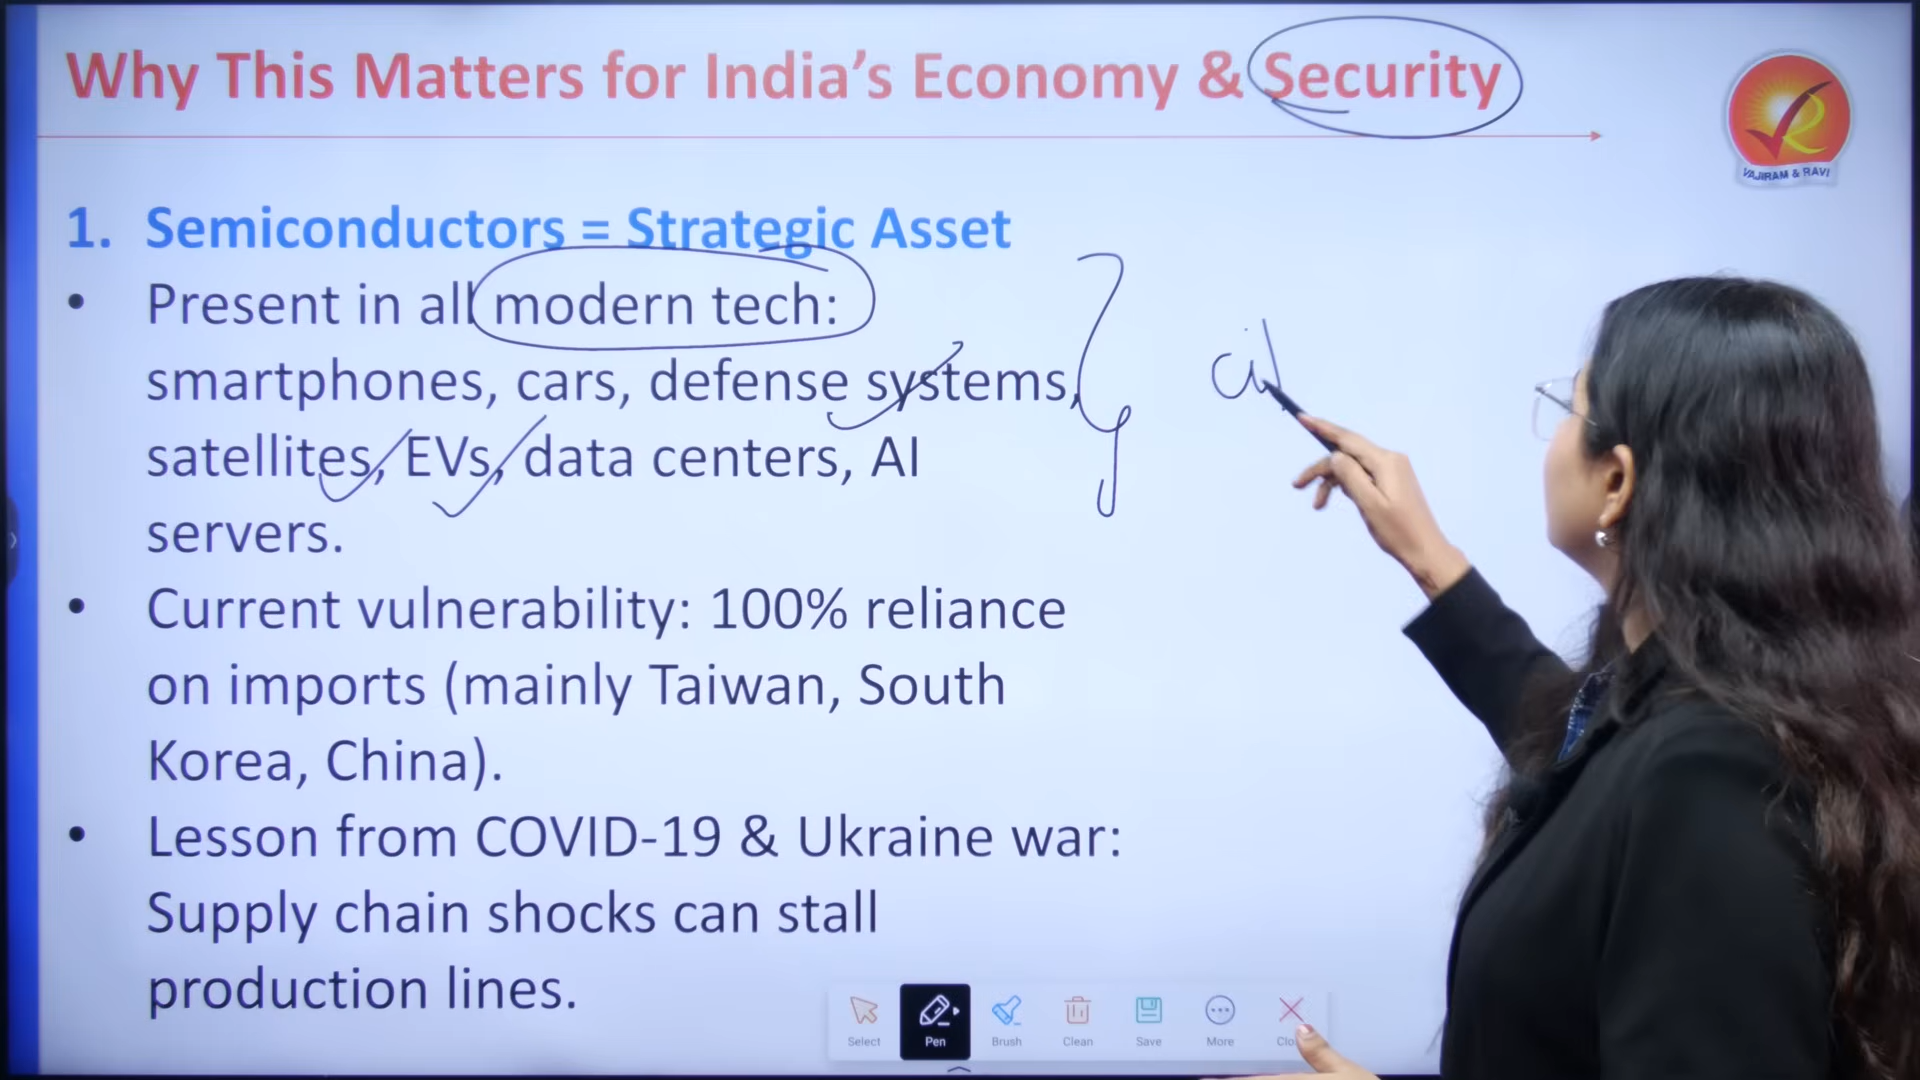 Why This Matters for India's Economy & Security
VAJIRAM & RAVI
1. Semiconductors = Strategic Asset
• Present in all modern tech:
smartphones, cars, defense systems,
satellites, EVs, data centers, AI
servers.
• Current vulnerability: 100% reliance
on imports (mainly Taiwan, South
Korea, China).
• Lesson from COVID-19 & Ukraine war:
Supply chain shocks can stall
production lines.
Select
Pen
Brush
Clean
Save
More